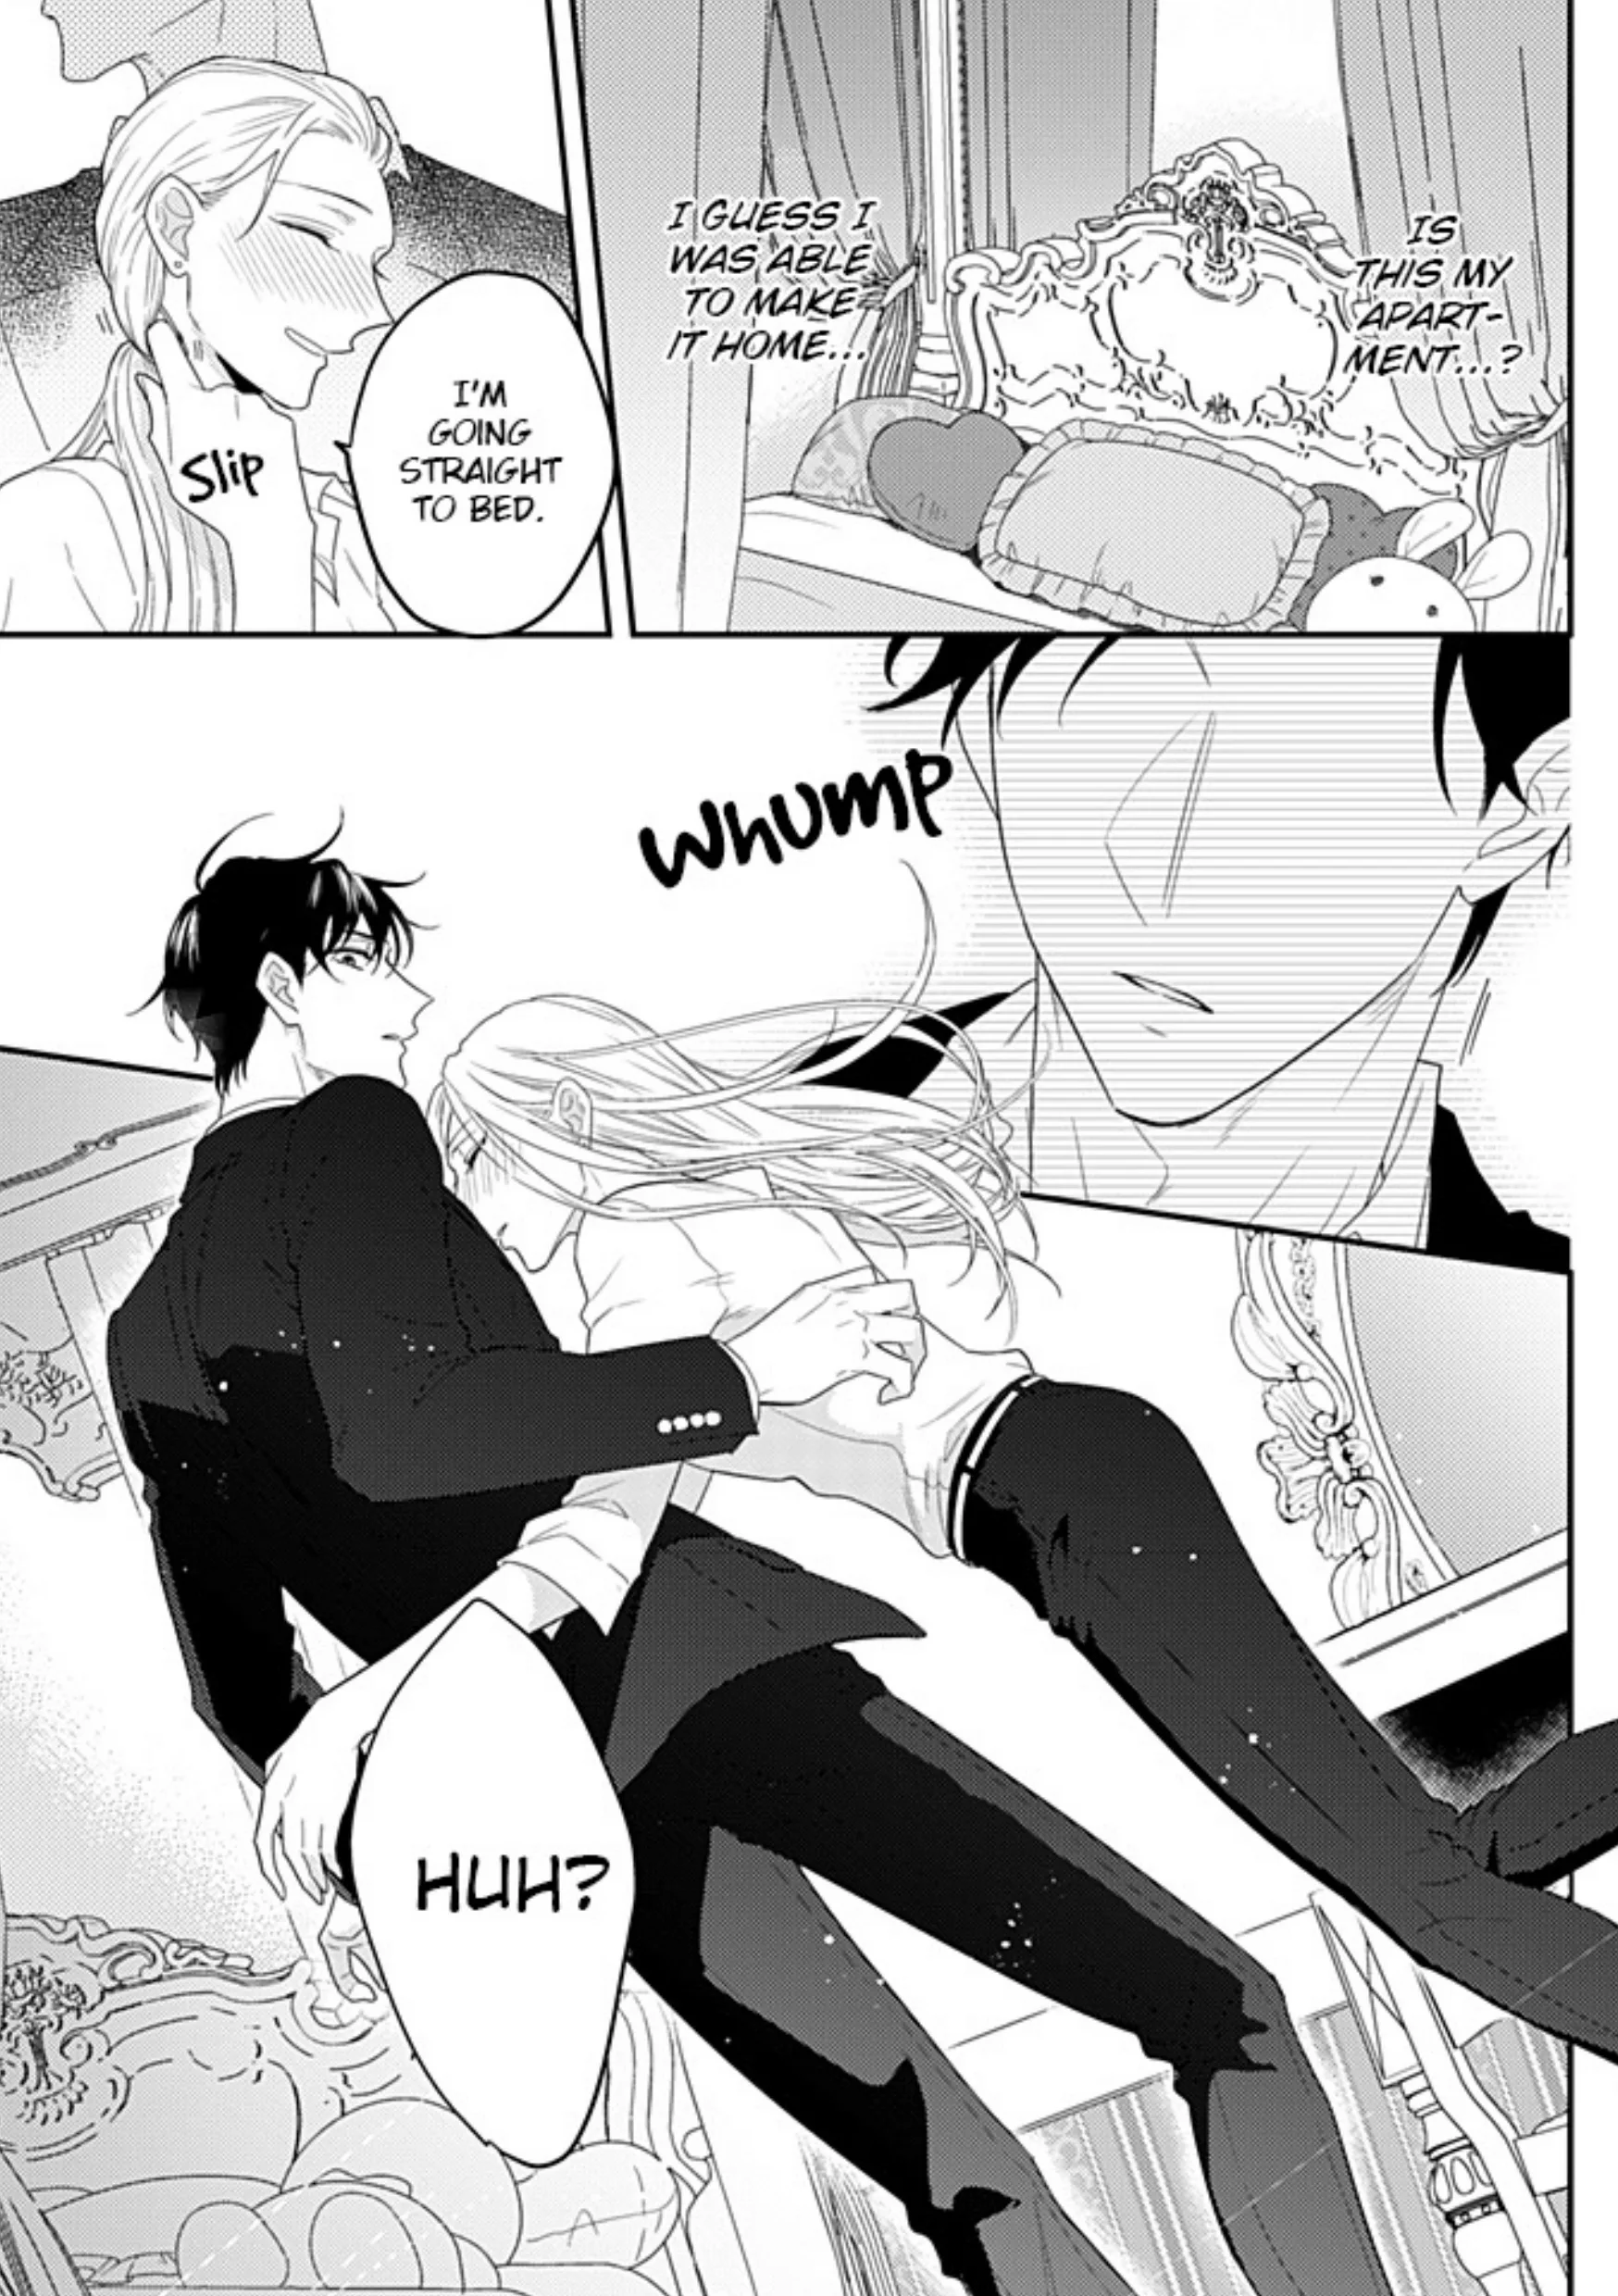 IS
THIS MY
APART-
MENT...?
I GUESS I
WAS ABLE
TO MAKE
IT HOME...
I'M
GOING
STRAIGHT
TO BED.
Slip
WHUMP
HUH?